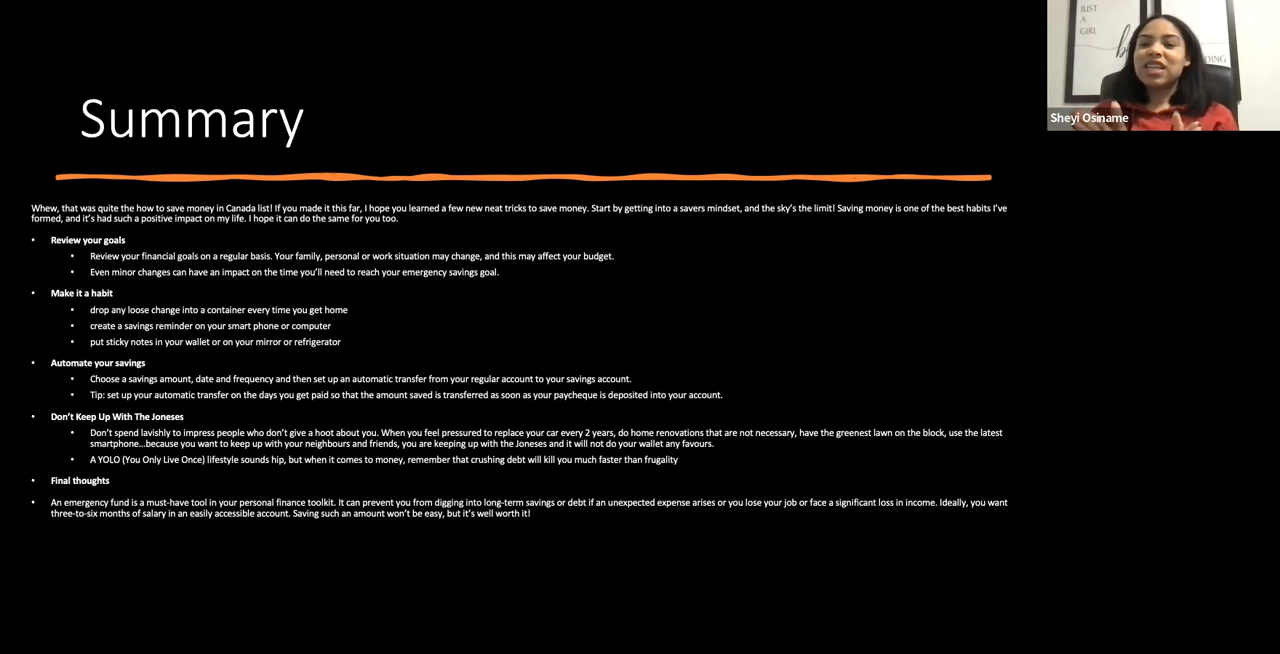 JUST
A
GIRL
DING
Sheyi Osiname
Summary
Whew, that was quite the how to save money in Canada list! If you made it this far, I hope you learned a few new neat tricks to save money. Start by getting into a savers mindset, and the sky's the limit! Saving money is one of the best habits I've
formed, and it's had such a positive impact on my life. I hope it can do the same for you too.
• Review your goals
• Review your financial goals on a regular basis. Your family, personal or work situation may change, and this may affect your budget.
• Even minor changes can have an impact on the time you'll need to reach your emergency savings goal.
• Make it a habit
• drop any loose change into a container every time you get home
• create a savings reminder on your smart phone or computer
• put sticky notes in your wallet or on your mirror or refrigerator
• Automate your savings
• Choose a savings amount, date and frequency and then set up an automatic transfer from your regular account to your savings account.
• Tip: set up your automatic transfer on the days you get paid so that the amount saved is transferred as soon as your paycheque is deposited into your account.
• Don't Keep Up With The Joneses
• Don't spend lavishly to impress people who don't give a hoot about you. When you feel pressured to replace your car every 2 years, do home renovations that are not necessary, have the greenest lawn on the block, use the latest
smartphone...because you want to keep up with your neighbours and friends, you are keeping up with the Joneses and it will not do your wallet any favours.
• A YOLO (You Only Live Once) lifestyle sounds hip, but when it comes to money, remember that crushing debt will kill you much faster than frugality
• Final thoughts
• An emergency fund is a must-have tool in your personal finance toolkit. It can prevent you from digging into long-term savings or debt if an unexpected expense arises or you lose your job or face a significant loss in income. Ideally, you want
three-to-six months of salary in an easily accessible account. Saving such an amount won't be easy, but it's well worth it!